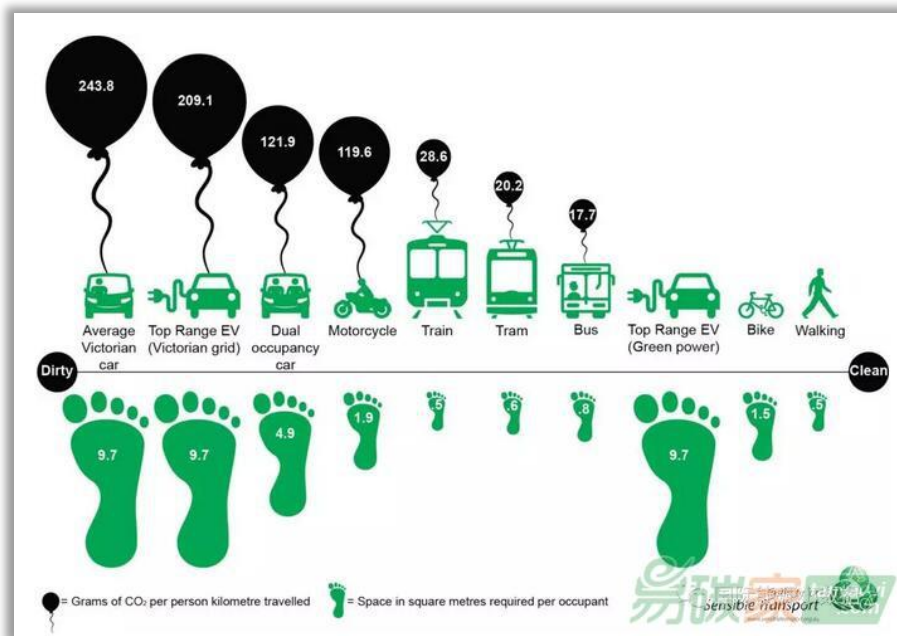 243.8
209.1
121.9
119.6
28.6
20.2
17.7
Average
Victorian
car
Top Range EV
(Victorian grid)
Dual
occupancy
car
Motorcycle
Train
Tram
Bus
Top Range EV
(Green power)
Bike
Walking
Dirty
Clean
9.7
9.7
4.9
1.9
.5
.6
.8
9.7
1.5
.5
= Grams of CO₂ per person kilometre travelled
= Space in square metres required per occupant
易碳家
Sensible Transport